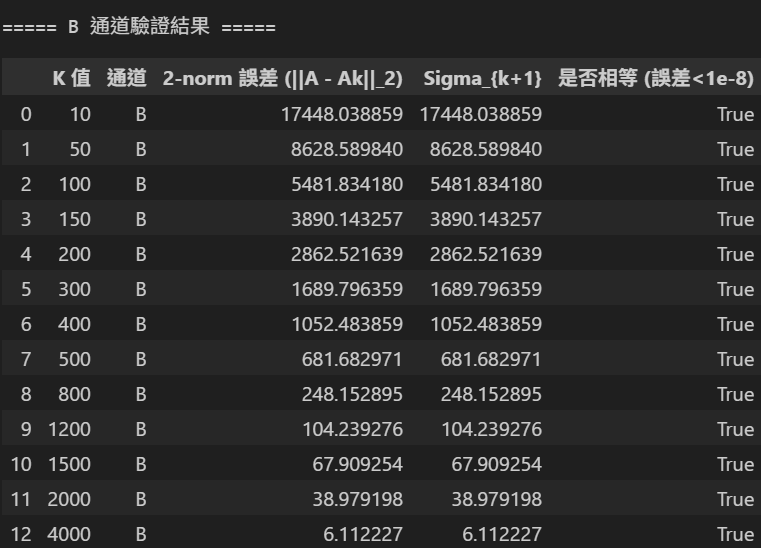 ===== B 通道驗證結果 =====
K 值 通道 2-norm 誤差 (||A - Ak||_2) Sigma_{k+1} 是否相等 (誤差<1e-8)
0 10 B 17448.038859 17448.038859 True
1 50 B 8628.589840 8628.589840 True
2 100 B 5481.834180 5481.834180 True
3 150 B 3890.143257 3890.143257 True
4 200 B 2862.521639 2862.521639 True
5 300 B 1689.796359 1689.796359 True
6 400 B 1052.483859 1052.483859 True
7 500 B 681.682971 681.682971 True
8 800 B 248.152895 248.152895 True
9 1200 B 104.239276 104.239276 True
10 1500 B 67.909254 67.909254 True
11 2000 B 38.979198 38.979198 True
12 4000 B 6.112227 6.112227 True